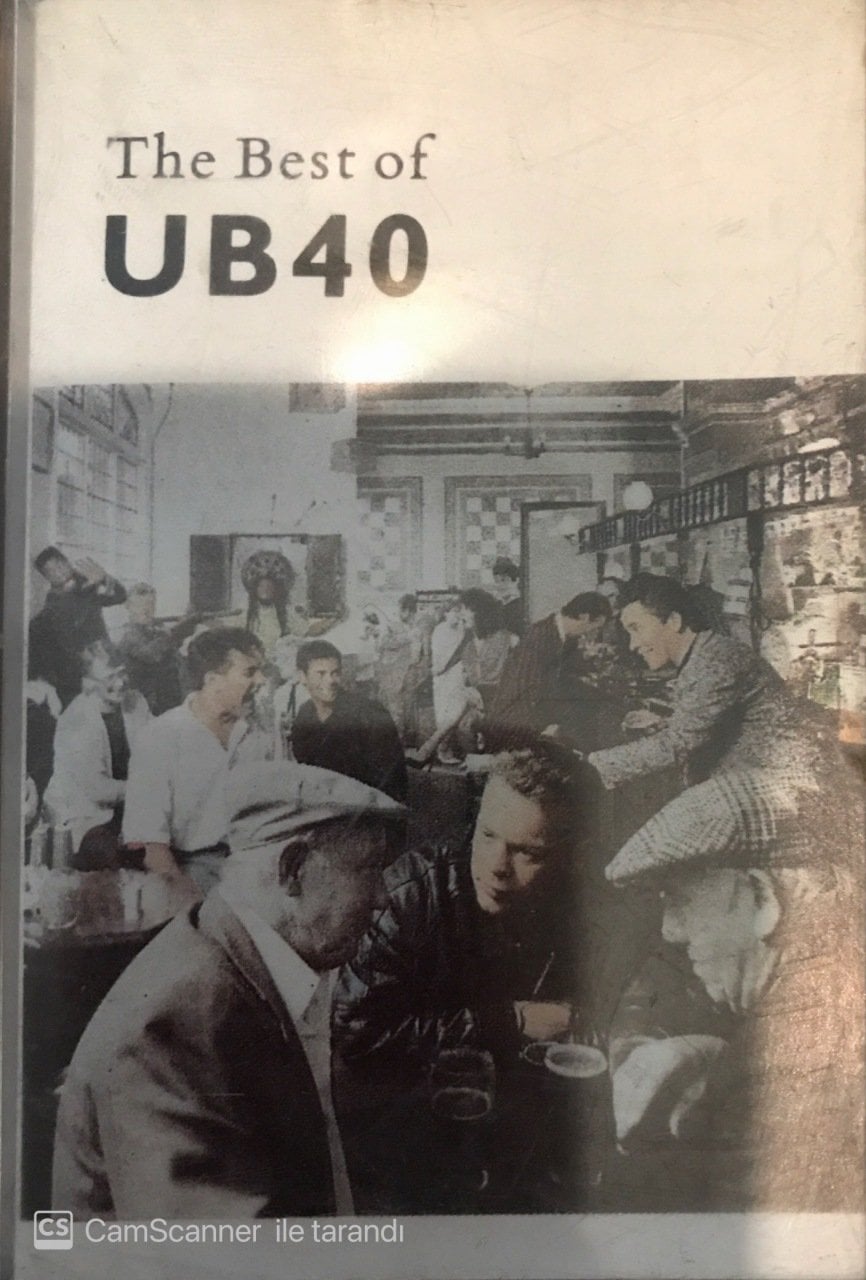 The Best of
UB40
CS CamScanner ile tarandı